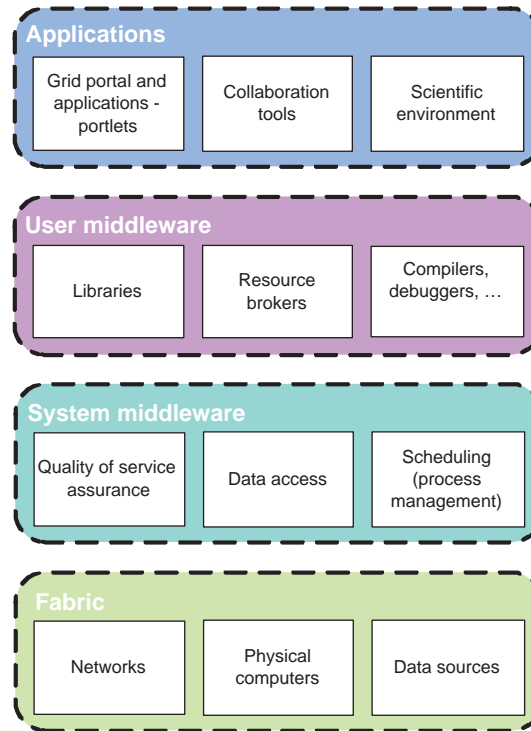 Applications
Grid portal and
applications -
portlets
Collaboration
tools
Scientific
environment
User middleware
Libraries
Resource
brokers
Compilers,
debuggers, …
System middleware
Quality of service
assurance
Data access
Scheduling
(process
management)
Fabric
Networks
Physical
computers
Data sources